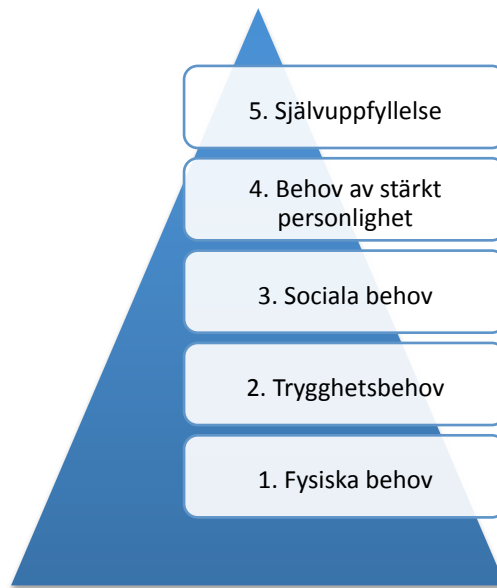 5. Självuppfyllelse
4. Behov av stärkt
personlighet
3. Sociala behov
2. Trygghetsbehov
1. Fysiska behov